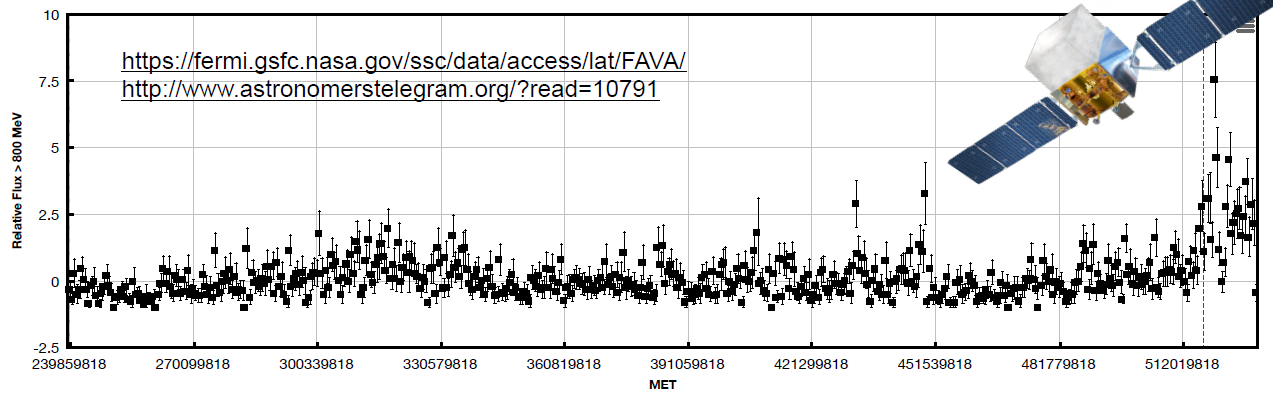 10
https://fermi.gsfc.nasa.gov/ssc/data/access/lat/FAVA/
7.5
http://www.astronomerstelegram.org/?read=10791
5
Relative Flux > 800 MeV
2.5
0
-2.5
239859818 270099818 300339818 330579818 360819818 391059818 421299818 451539818 481779818 512019818
MET